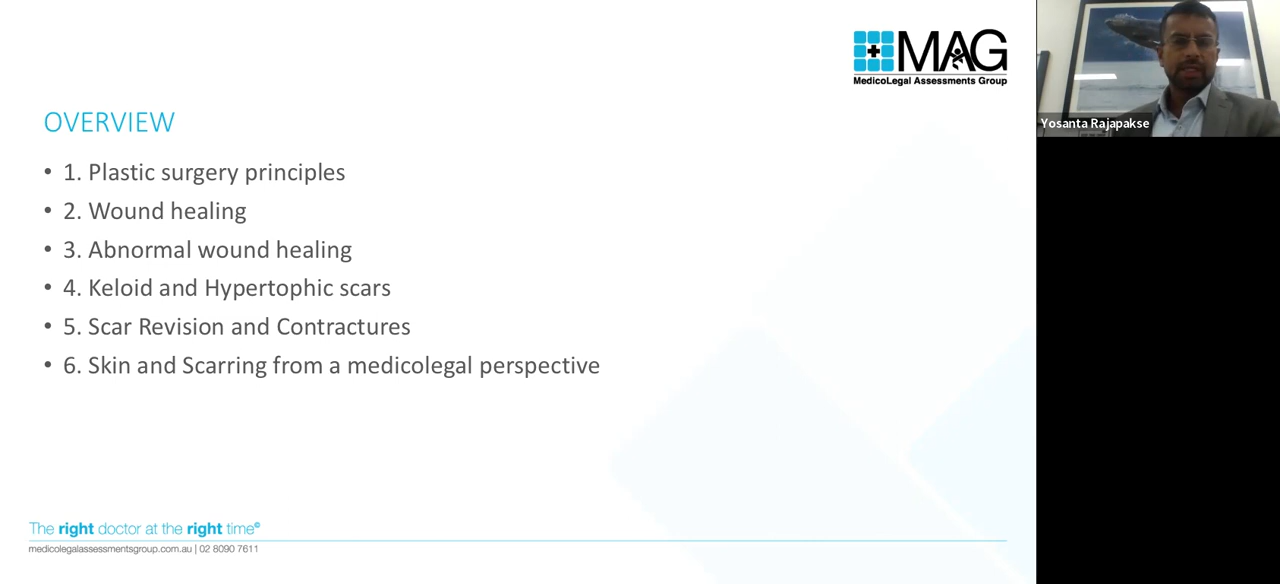 MAG
MedicoLegal Assessments Group
Yosanta Rajapakse
OVERVIEW
• 1. Plastic surgery principles
• 2. Wound healing
• 3. Abnormal wound healing
• 4. Keloid and Hypertophic scars
• 5. Scar Revision and Contractures
• 6. Skin and Scarring from a medicolegal perspective
The right doctor at the right time©
medicolegalassessmentsgroup.com.au | 02 8090 7611